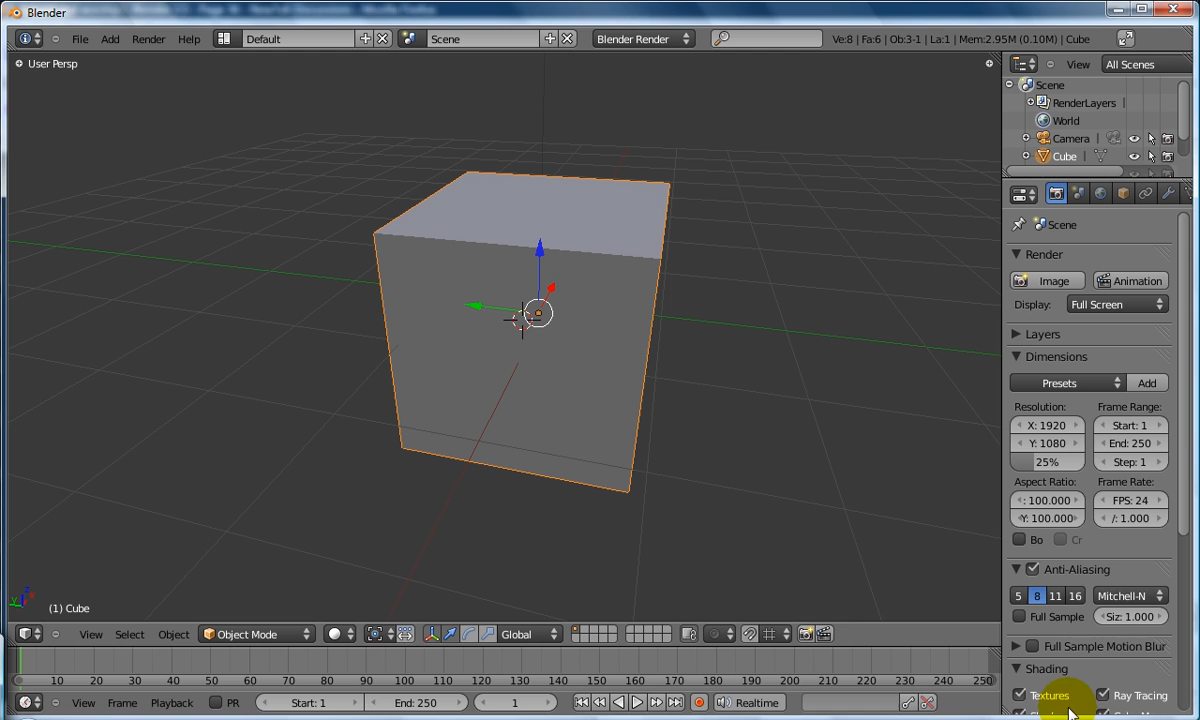 Blender
File Add Render Help Default Scene Blender Render Ve:8 | Fa:6 | Ob:3-1 | La:1 | Mem:2.95M (0.10M) | Cube
User Persp
View All Scenes
Scene
RenderLayers
World
Camera
Cube
Scene
Render
Image Animation
Display: Full Screen
Layers
Dimensions
Presets Add
Resolution: Frame Range:
X: 1920 Start: 1
Y: 1080 End: 250
25% Step: 1
Aspect Ratio: Frame Rate:
: 100.000 FPS: 24
Y: 100.000 /: 1.000
Bo Cr
Anti-Aliasing
5 8 11 16 Mitchell-N
Full Sample Siz: 1.000
Full Sample Motion Blur
Shading
Textures Ray Tracing
(1) Cube
View Select Object Object Mode Global
10 20 30 40 50 60 70 80 90 100 110 120 130 140 150 160 170 180 190 200 210 220 230 240 250
View Frame Playback PR Start: 1 End: 250 1 Realtime